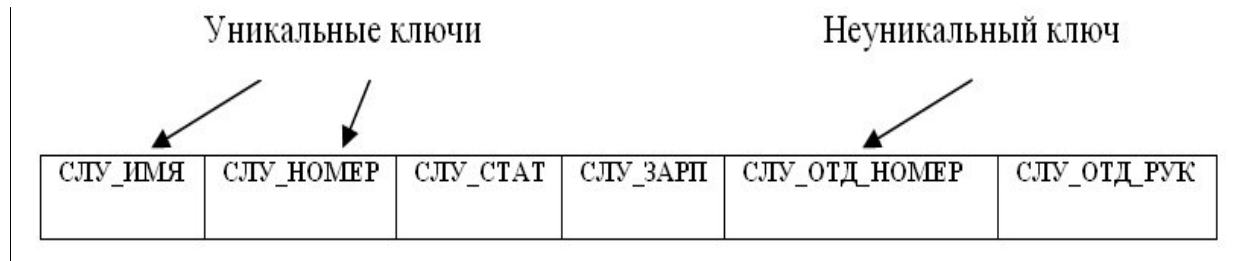 Уникальные ключи Неуникальный ключ
СЛУ_ИМЯ СЛУ_НОМЕР СЛУ_СТАТ СЛУ_ЗАРП СЛУ_ОТД_НОМЕР СЛУ_ОТД_РУК